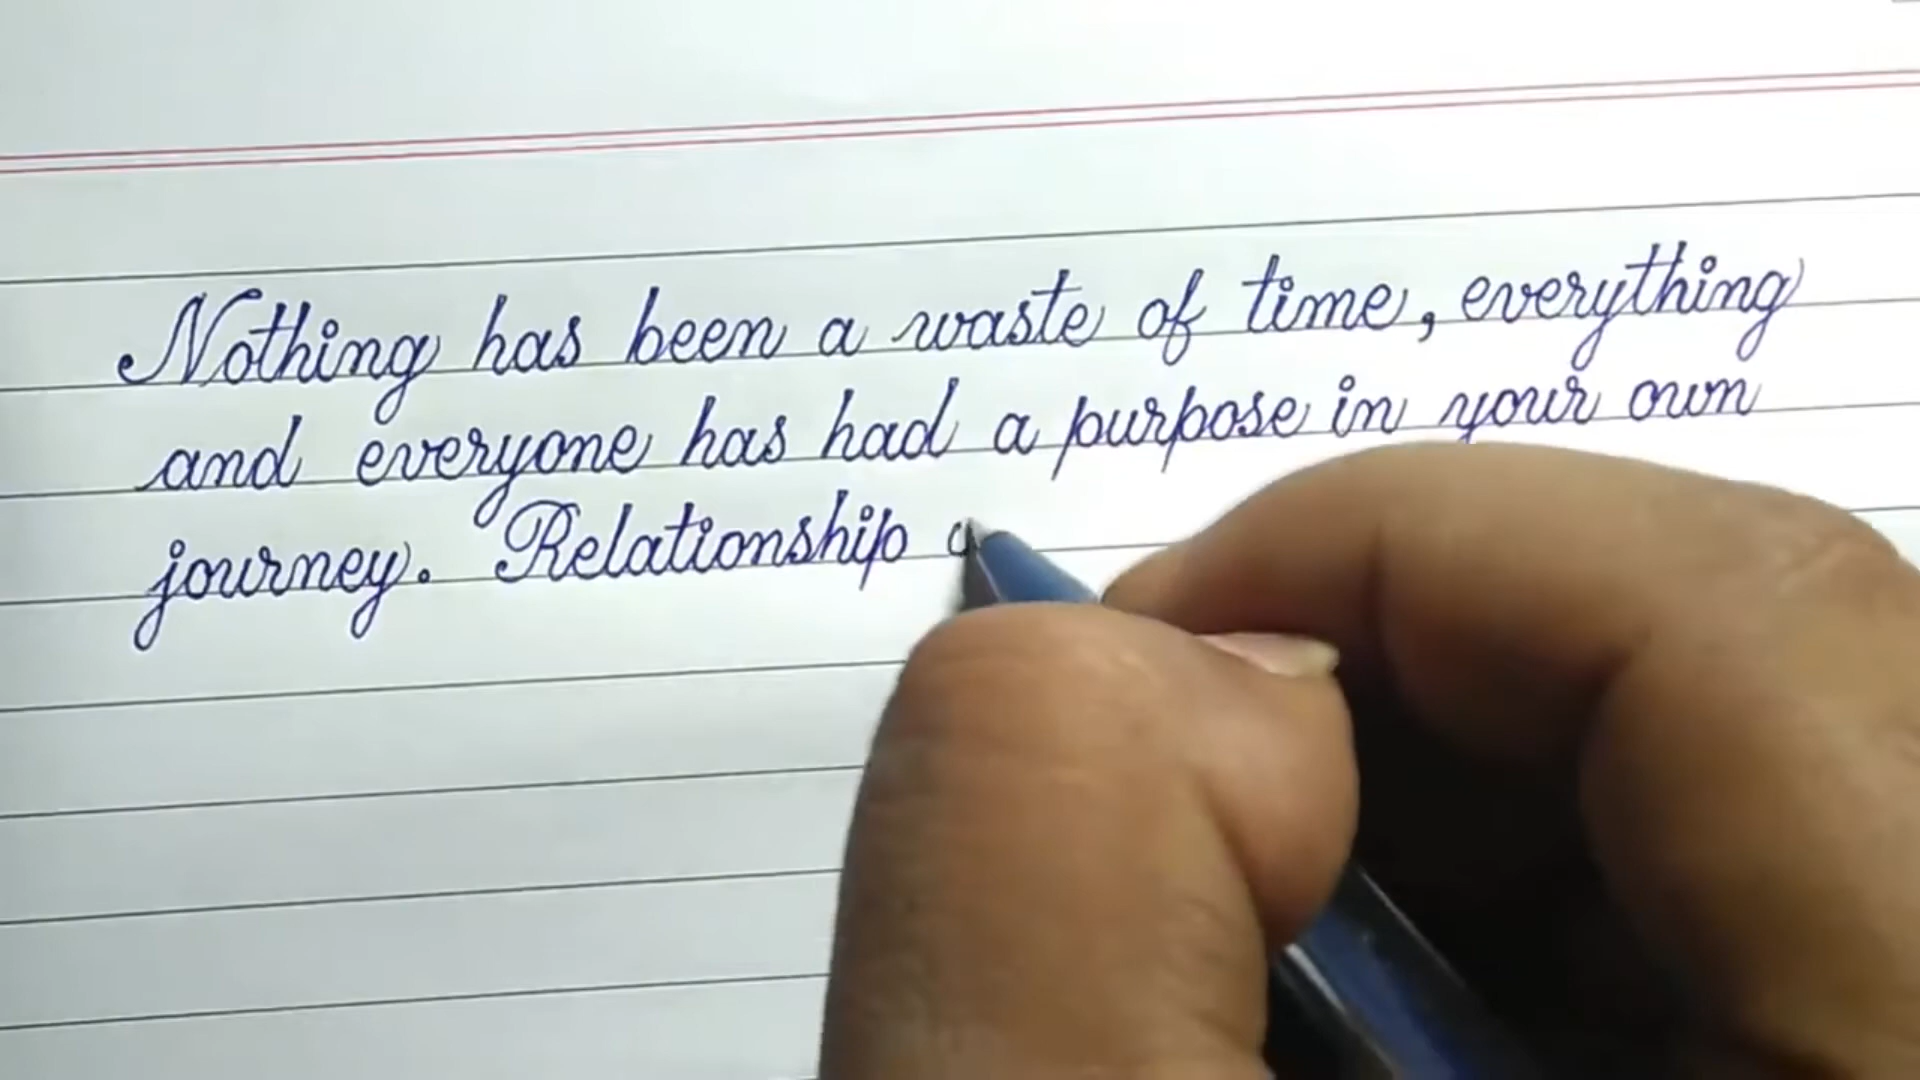 Nothing has been a waste of time, everything
and everyone has had a purpose in your own
journey. Relationship